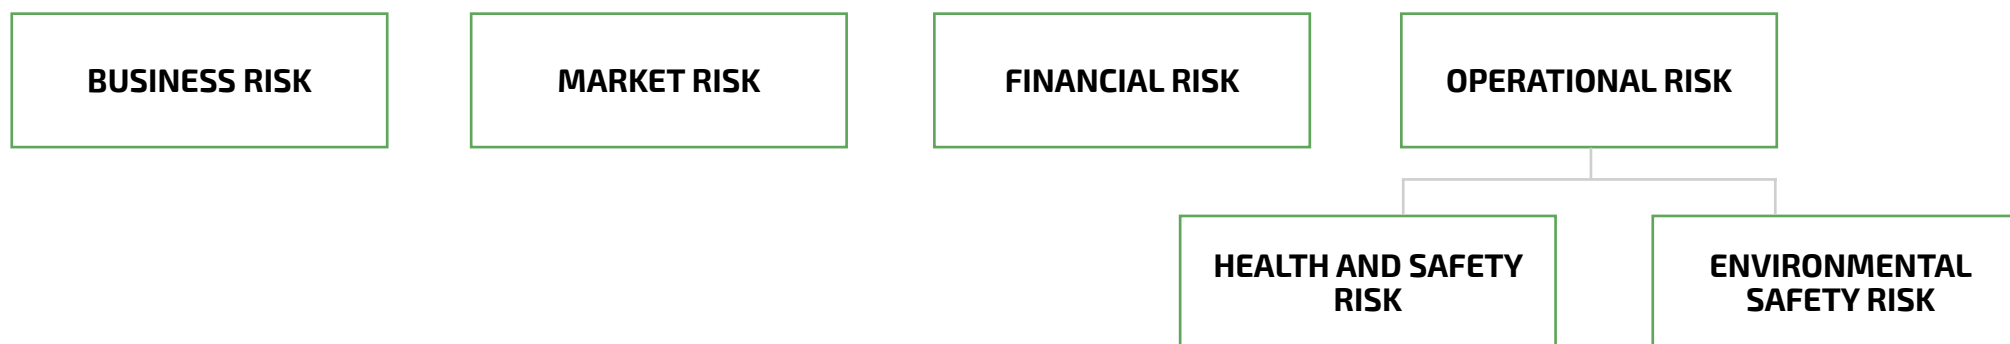 BUSINESS RISK
MARKET RISK
FINANCIAL RISK
OPERATIONAL RISK
HEALTH AND SAFETY
RISK
ENVIRONMENTAL
SAFETY RISK